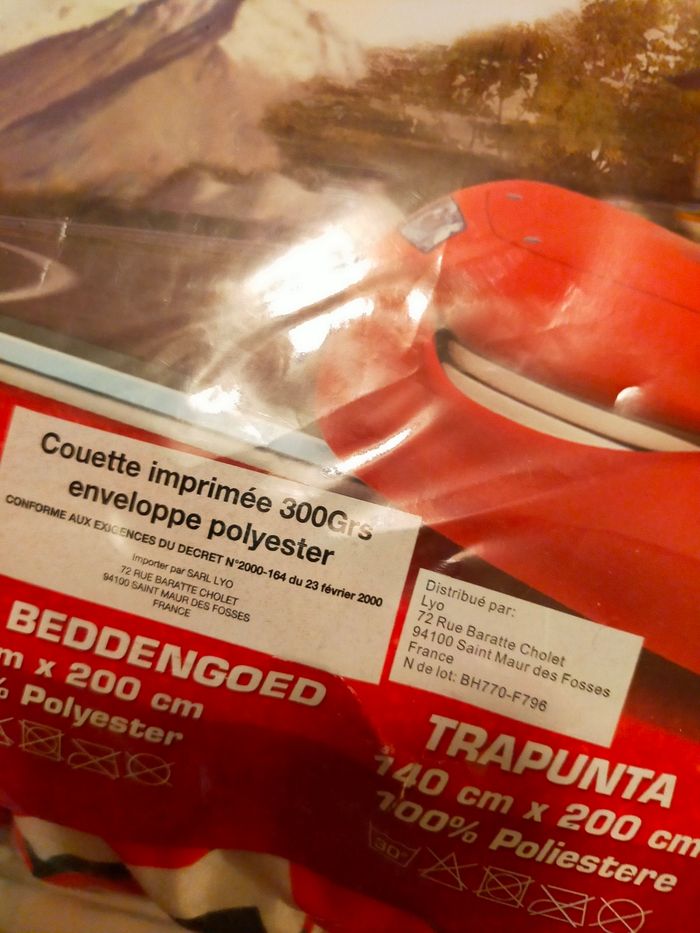 Couette imprimée 300Grs
enveloppe polyester
CONFORME AUX EXIGENCES DU DECRET N°2000-164 du 23 février 2000
Importer par SARL LYO
72 RUE BARATTE CHOLET
94100 SAINT MAUR DES FOSSES
FRANCE
Distribué par:
Lyo
72 Rue Baratte Cholet
94100 Saint Maur des Fosses
France
N de lot: BH770-F796
BEDDENGOED
m x 200 cm
% Polyester
TRAPUNTA
140 cm x 200 cm
100% Poliestere
30°